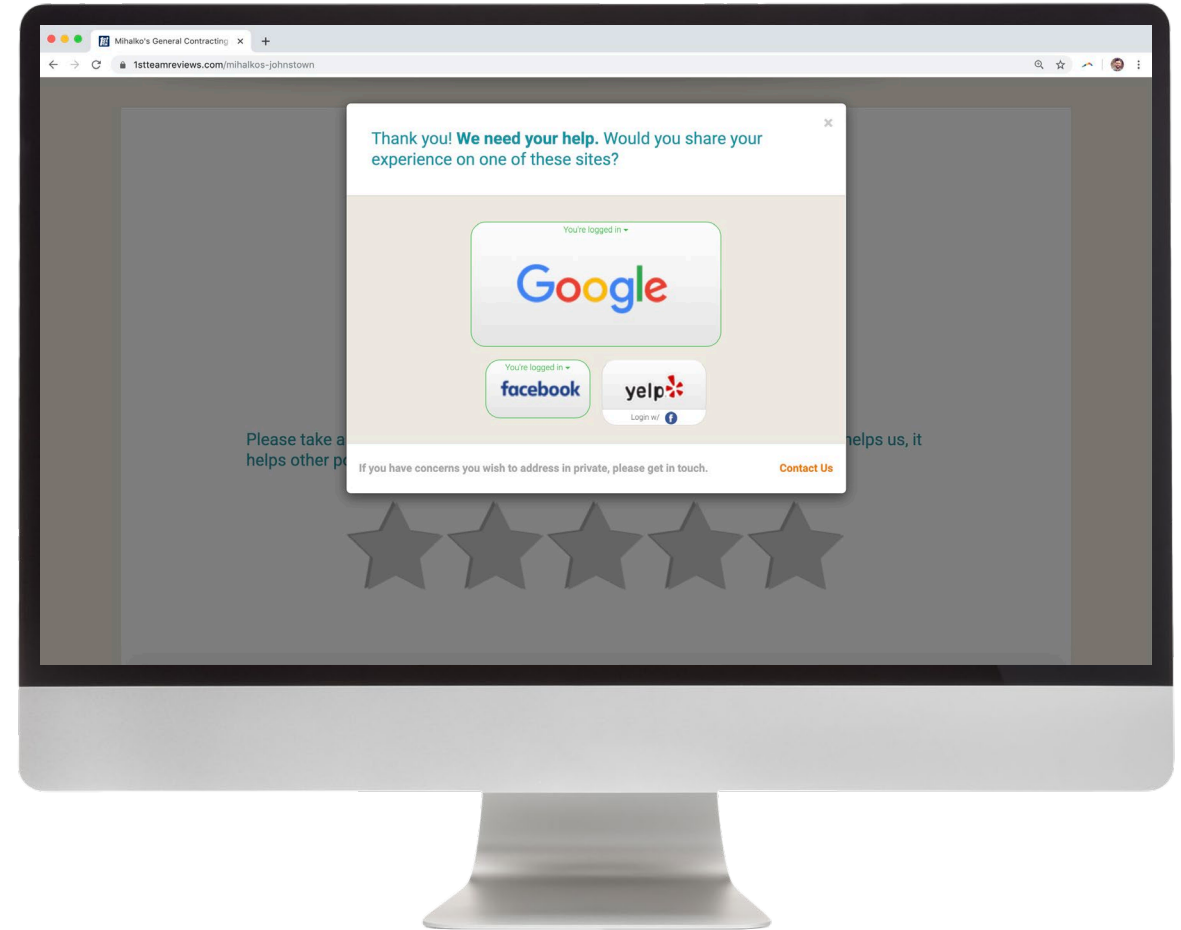 Mihalko's General Contracting
1stteamreviews.com/mihalkos-johnstown
Thank you! We need your help. Would you share your
experience on one of these sites?
You're logged in
Google
You're logged in
facebook
yelp
Login w/ f
Please take a
helps us, it
helps other
If you have concerns you wish to address in private, please get in touch.
Contact Us